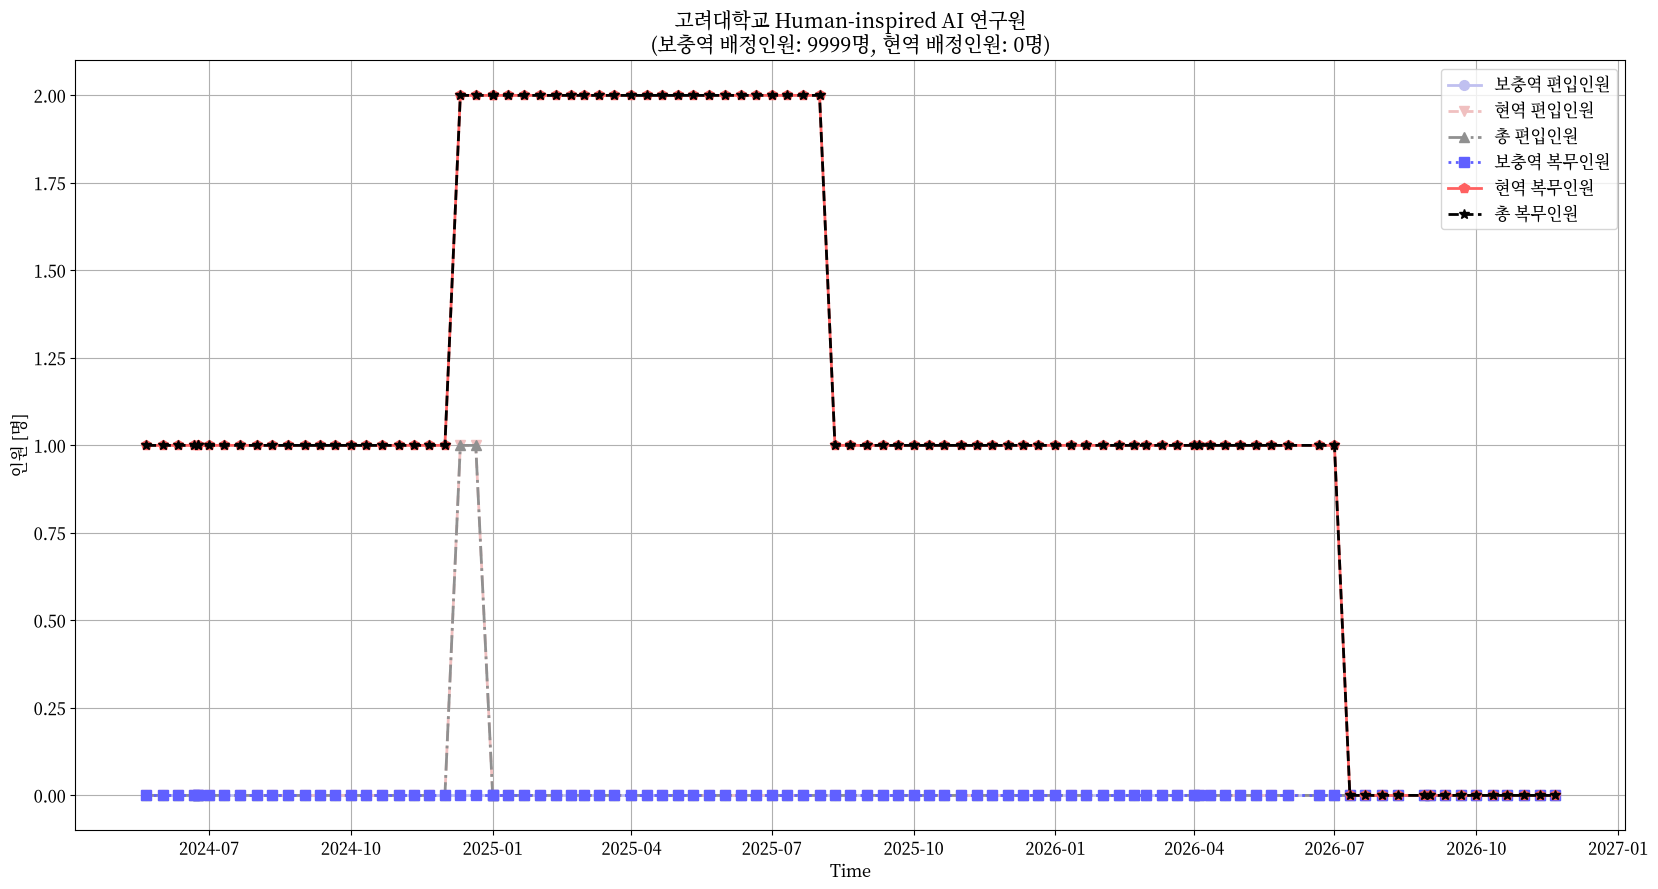 고려대학교 Human-inspired AI 연구원
(보충역 배정인원: 9999명, 현역 배정인원: 0명)
보충역 편입인원
현역 편입인원
총 편입인원
보충역 복무인원
현역 복무인원
총 복무인원
인원 [명]
2.00
1.75
1.50
1.25
1.00
0.75
0.50
0.25
0.00
2024-07 2024-10 2025-01 2025-04 2025-07 2025-10 2026-01 2026-04 2026-07 2026-10 2027-01
Time